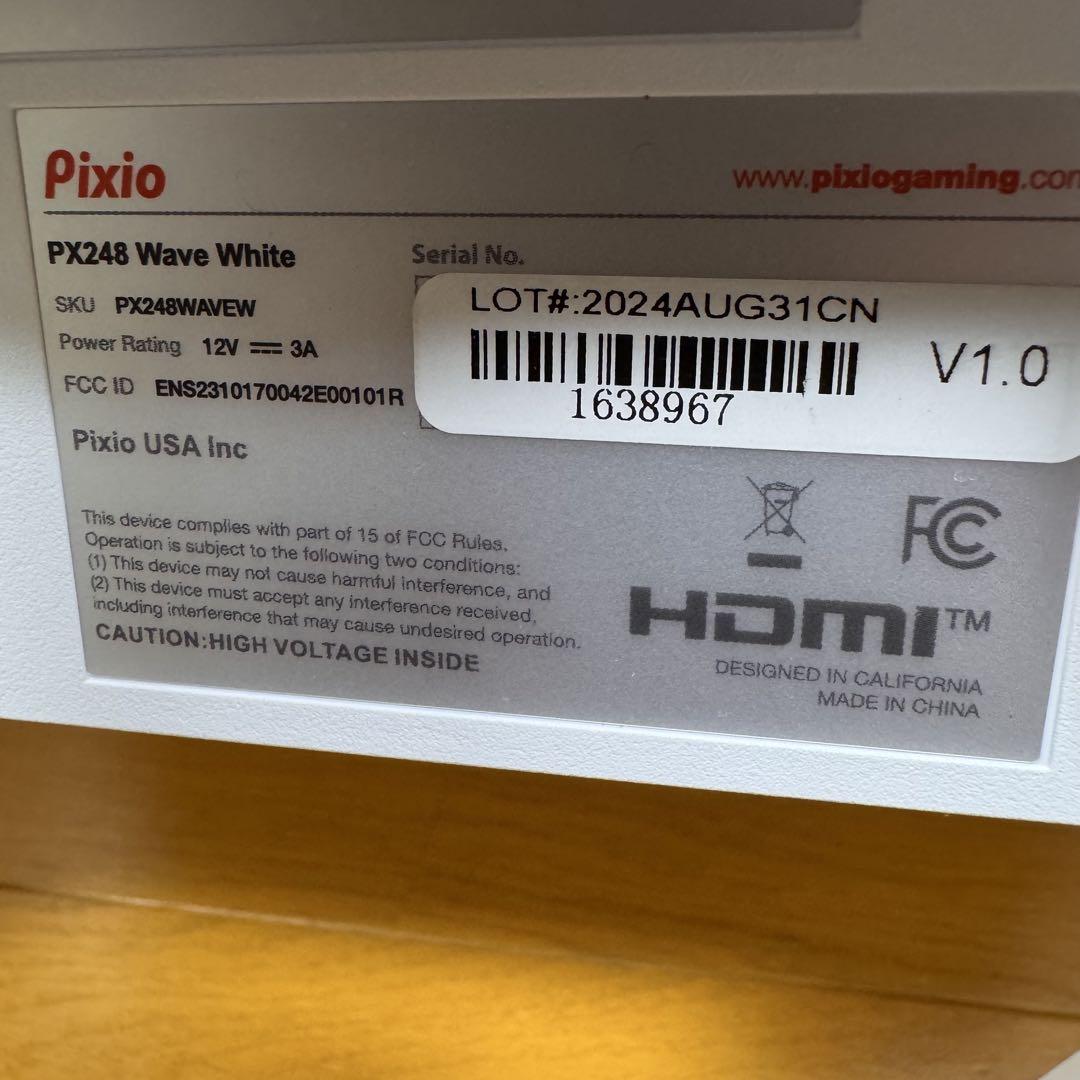 Pixio
www.pixiogaming.com
PX248 Wave White
Serial No.
SKU PX248WAVEW
LOT#:2024AUG31CN
Power Rating 12V 3A
V1.0
FCC ID ENS2310170042E00101R
1638967
Pixio USA Inc
This device complies with part of 15 of FCC Rules.
Operation is subject to the following two conditions:
(1) This device may not cause harmful interference, and
(2) This device must accept any interference received,
including interference that may cause undesired operation.
CAUTION:HIGH VOLTAGE INSIDE
FC
HDMI™
DESIGNED IN CALIFORNIA
MADE IN CHINA